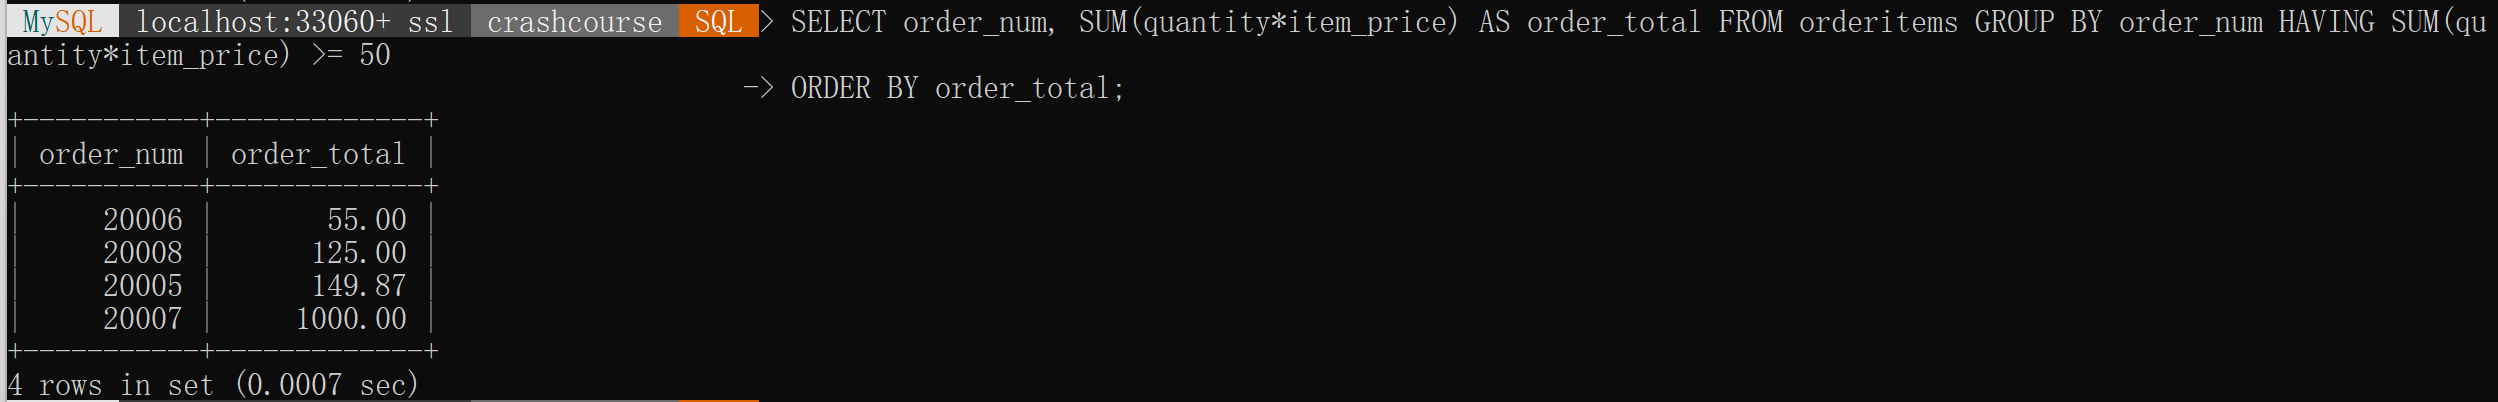 MySQL localhost:33060+ ssl crashcourse SQL > SELECT order_num, SUM(quantity*item_price) AS order_total FROM orderitems GROUP BY order_num HAVING SUM(qu
antity*item_price) >= 50
-> ORDER BY order_total;
+-----------+-------------+
| order_num | order_total |
+-----------+-------------+
|     20006 |       55.00 |
|     20008 |      125.00 |
|     20005 |      149.87 |
|     20007 |     1000.00 |
+-----------+-------------+
4 rows in set (0.0007 sec)